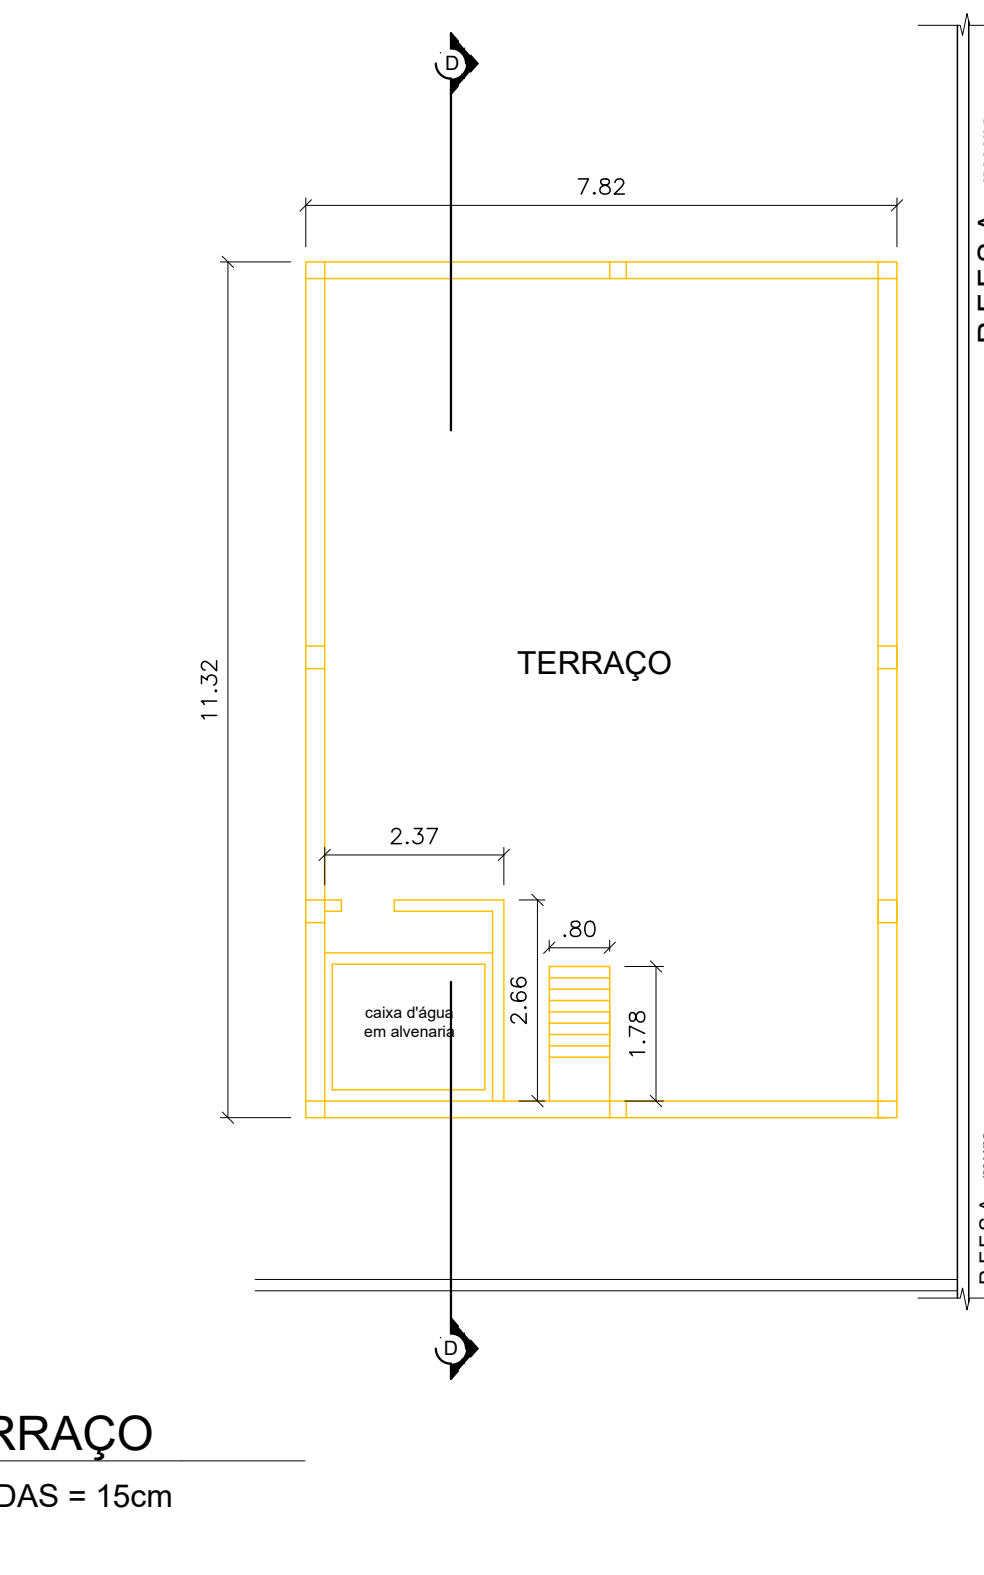 D
7.82
11.32
TERRAÇO
2.37
.80
2.66
1.78
caixa d'água
em alvenaria
D
RRAÇO
DAS = 15cm